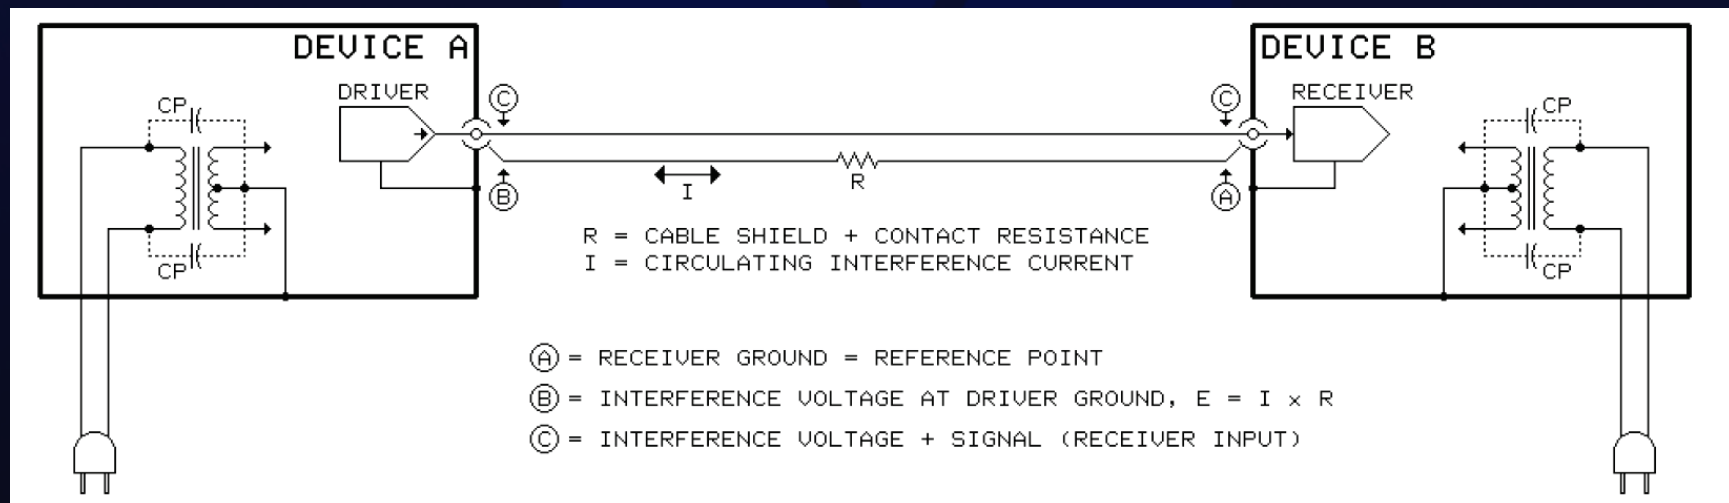 DEVICE A
DEVICE B
DRIVER
RECEIVER
CP
C
C
CP
R
I
B
A
CP
CP
R = CABLE SHIELD + CONTACT RESISTANCE
I = CIRCULATING INTERFERENCE CURRENT
A = RECEIVER GROUND = REFERENCE POINT
B = INTERFERENCE VOLTAGE AT DRIVER GROUND, E = I x R
C = INTERFERENCE VOLTAGE + SIGNAL (RECEIVER INPUT)